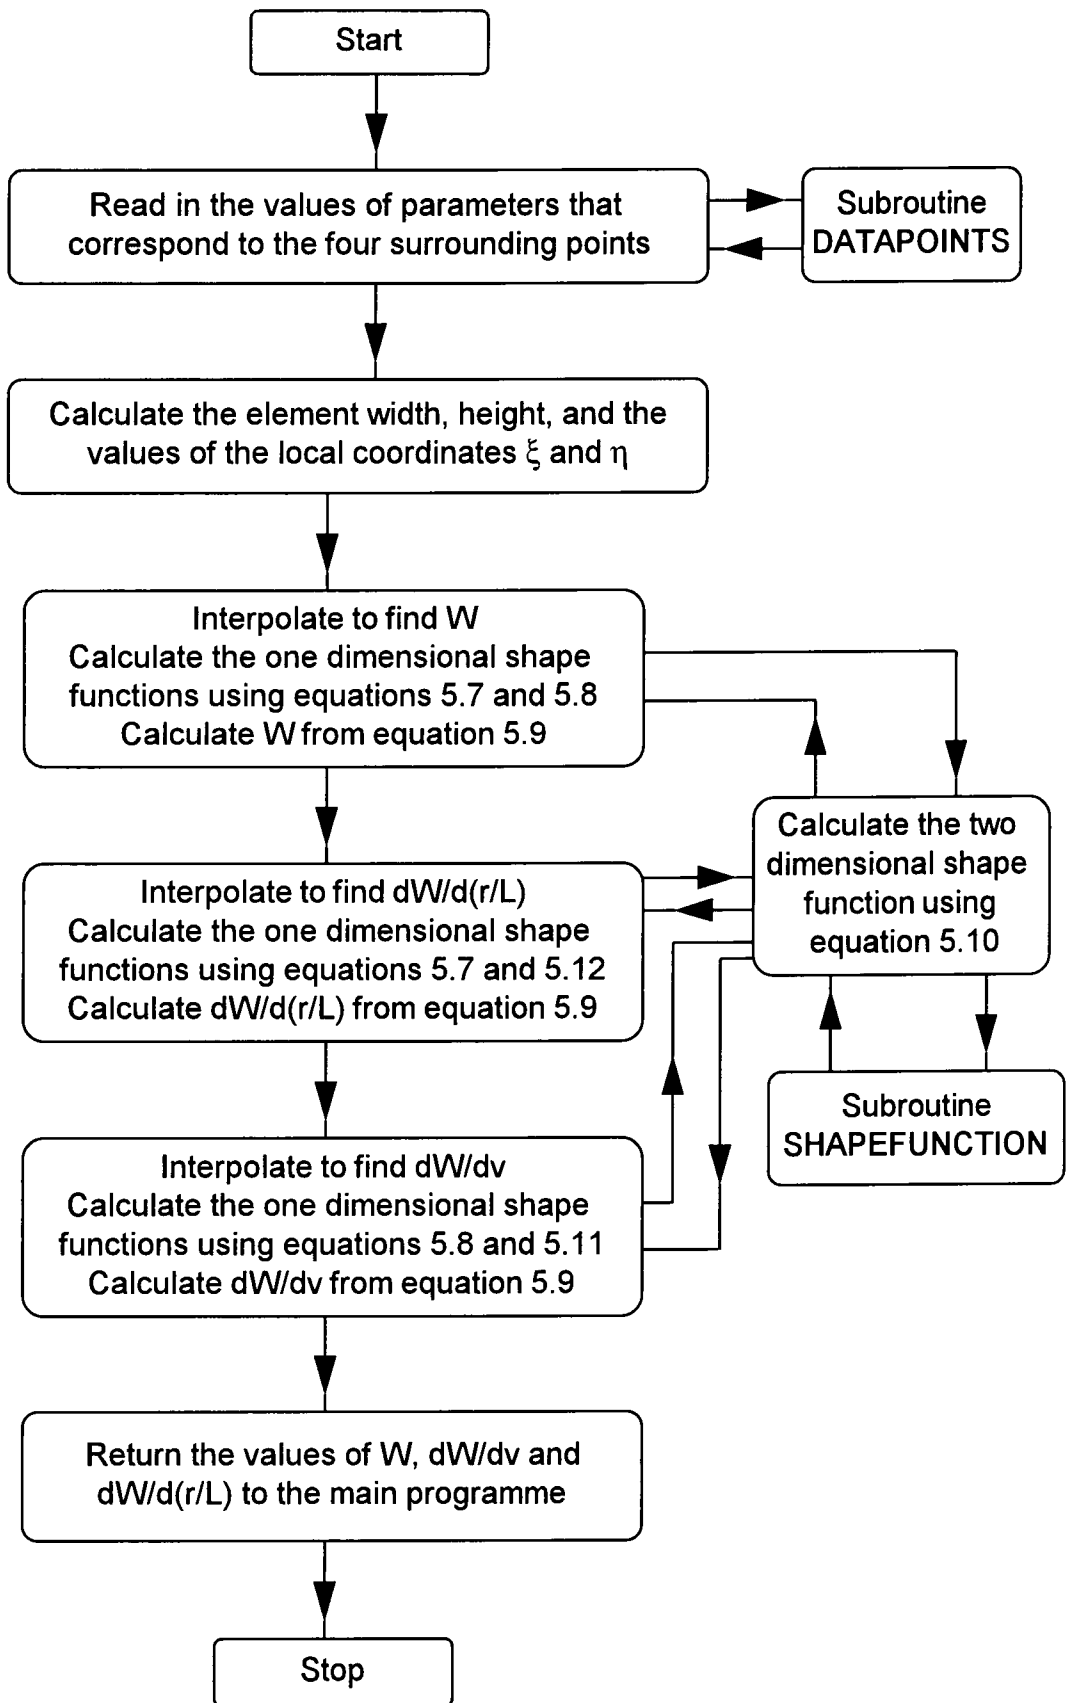 Start
Read in the values of parameters that
correspond to the four surrounding points
Subroutine
DATAPOINTS
Calculate the element width, height, and the
values of the local coordinates ξ and η
Interpolate to find W
Calculate the one dimensional shape
functions using equations 5.7 and 5.8
Calculate W from equation 5.9
Calculate the two
dimensional shape
function using
equation 5.10
Interpolate to find dW/d(r/L)
Calculate the one dimensional shape
functions using equations 5.7 and 5.12
Calculate dW/d(r/L) from equation 5.9
Subroutine
SHAPEFUNCTION
Interpolate to find dW/dv
Calculate the one dimensional shape
functions using equations 5.8 and 5.11
Calculate dW/dv from equation 5.9
Return the values of W, dW/dv and
dW/d(r/L) to the main programme
Stop